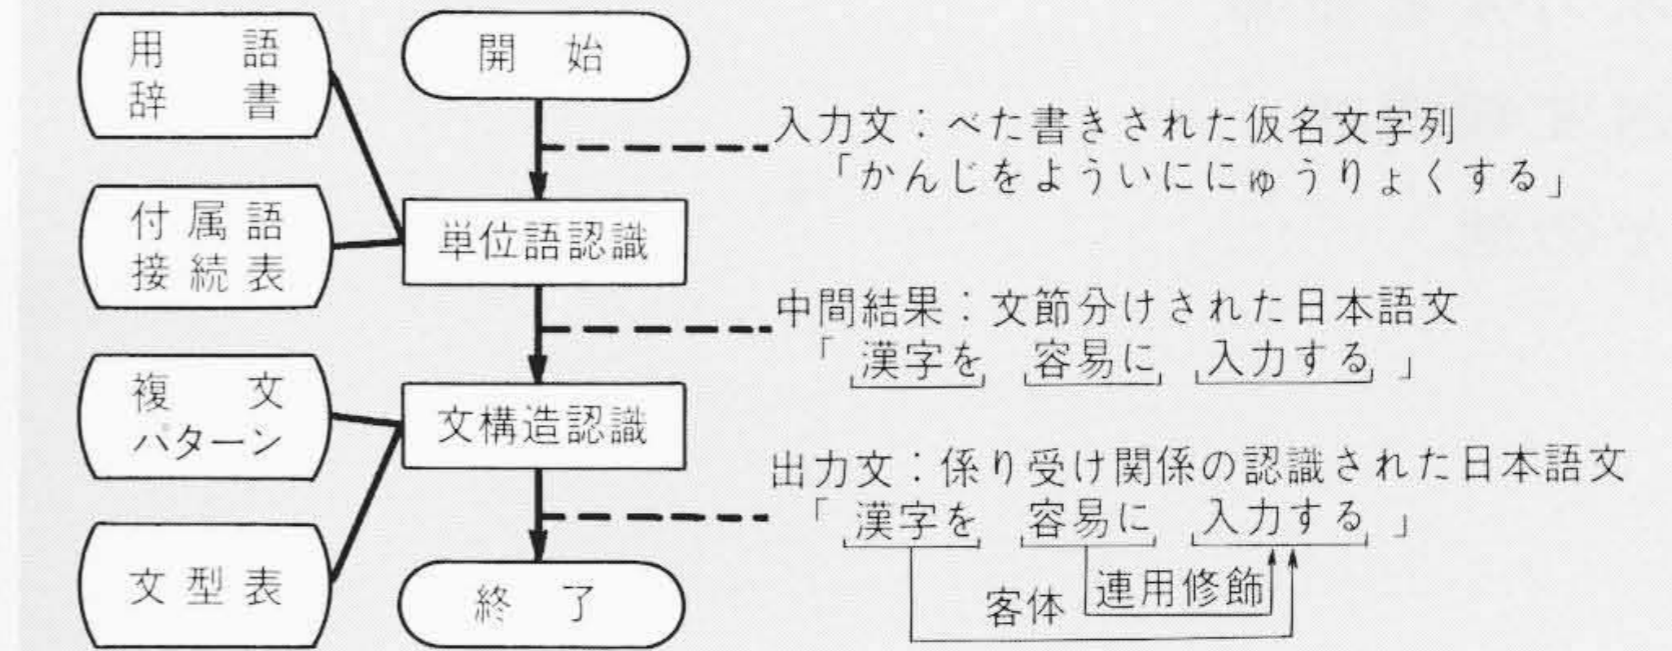 用語
辞書
付属語
接続表
複文
パターン
文型表
開始
単位語認識
文構造認識
終了
入力文：べた書きされた仮名文字列
「かんじをよういににゅうりょくする」
中間結果：文節分けされた日本語文
「漢字を 容易に 入力する」
出力文：係り受け関係の認識された日本語文
「漢字を 容易に 入力する」
連用修飾
客体